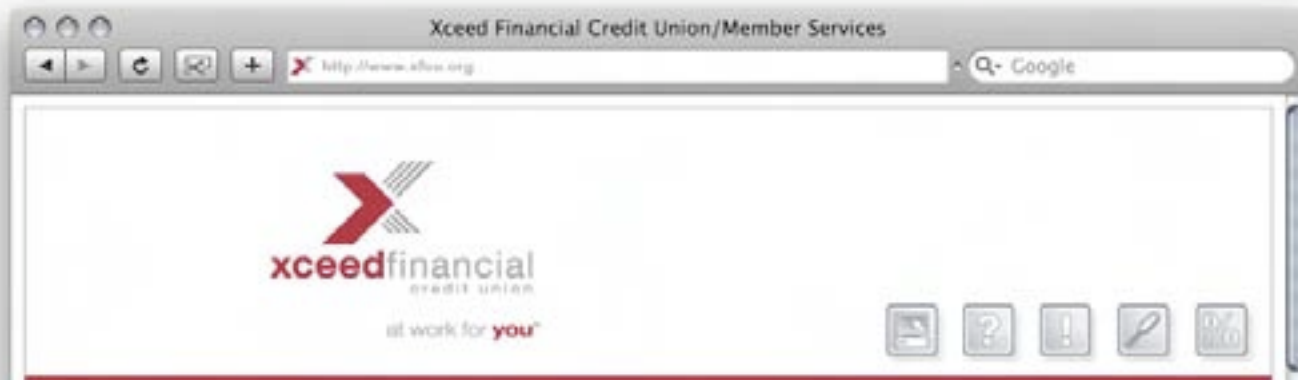 Xceed Financial Credit Union/Member Services
Google
xceedfinancial
credit union
at work for you
?
!